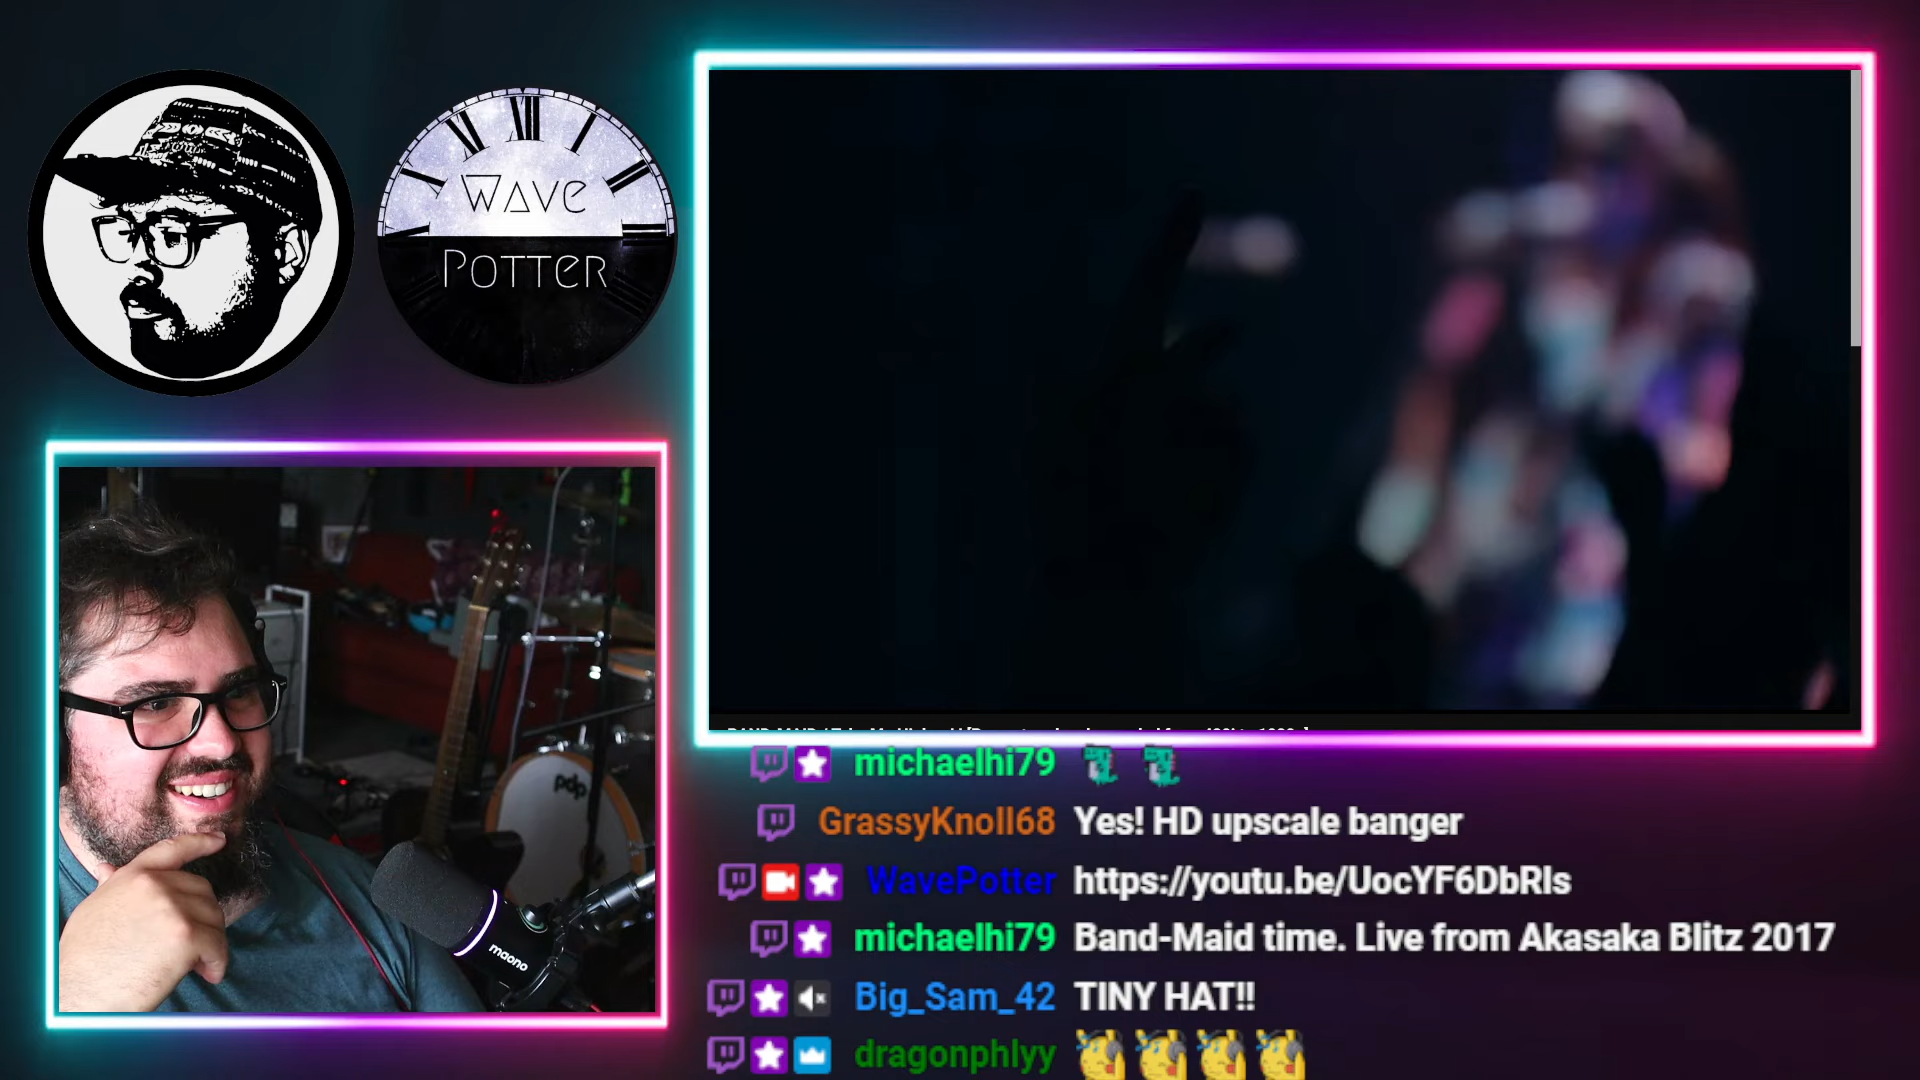 WAVE
POTTER
pdp
maono
michaelhi79
GrassyKnoll68 Yes! HD upscale banger
WavePotter https://youtu.be/UocYF6DbRls
michaelhi79 Band-Maid time. Live from Akasaka Blitz 2017
Big_Sam_42 TINY HAT!!
dragonphlyy